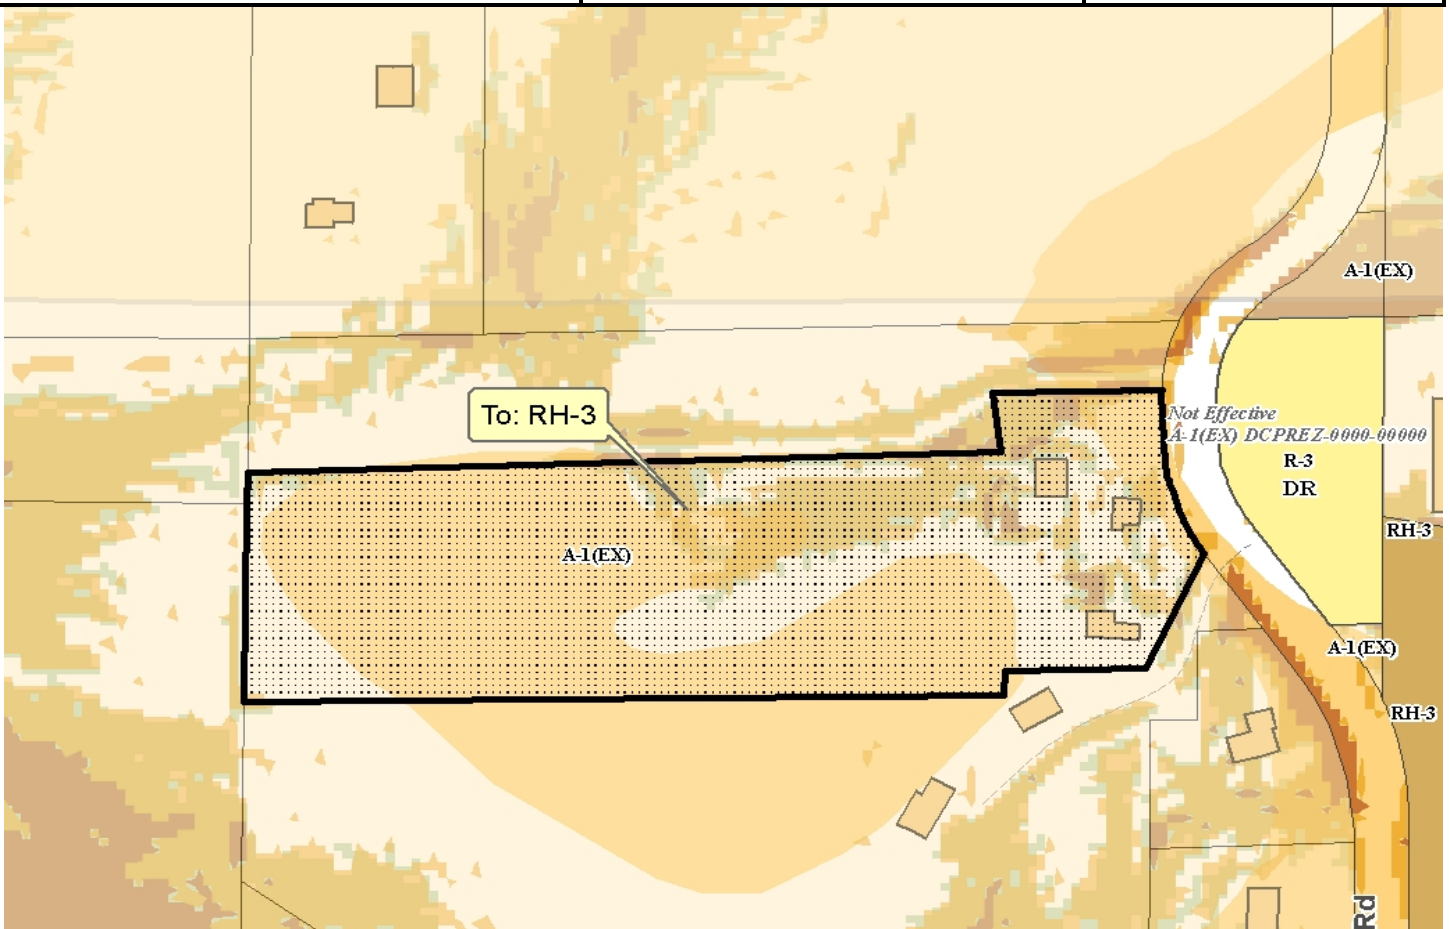 A-1(EX)
To: RH-3
Not Effective
A-1(EX) DCPREZ-0000-00000
R-3
DR
RH-3
A-1(EX)
A-1(EX)
RH-3
Rd